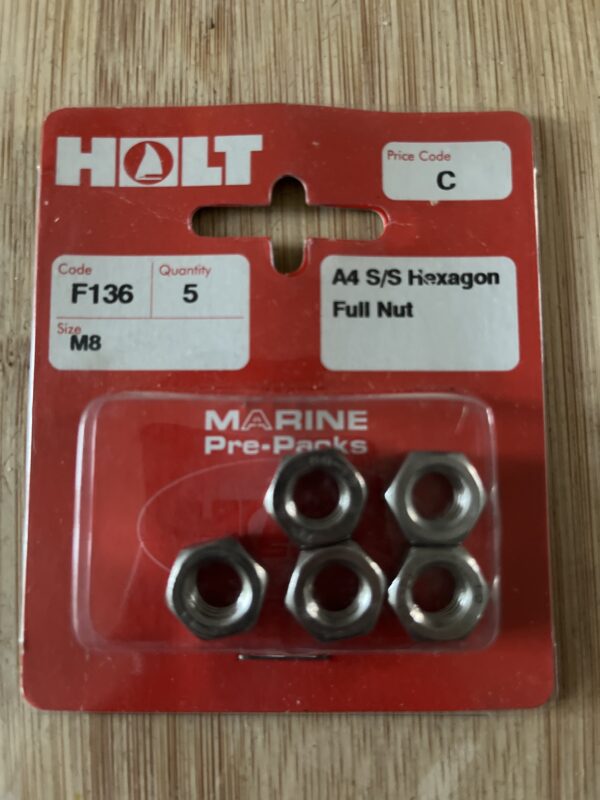 HOLT
Price Code
C
Code
F136
Quantity
5
Size
M8
A4 S/S Hexagon
Full Nut
MARINE
Pre-Packs